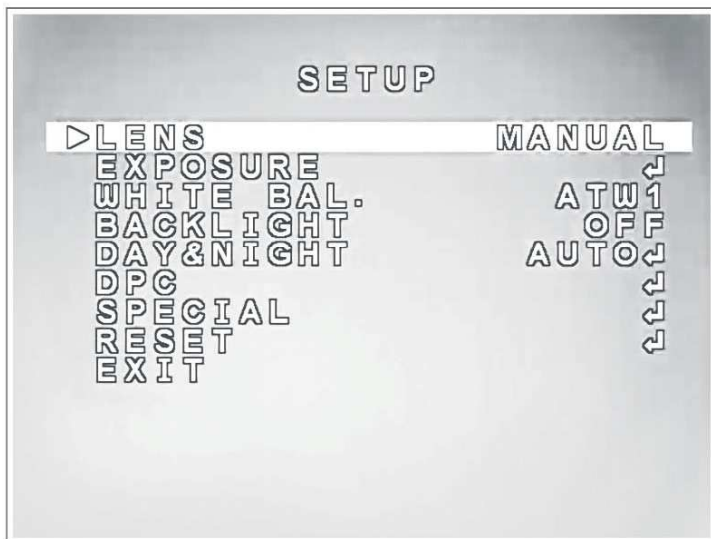 SETUP
▷LENS MANUAL
EXPOSURE ↲
WHITE BAL. ATW1
BACKLIGHT OFF
DAY&NIGHT AUTO↲
DPC ↲
SPECIAL ↲
RESET ↲
EXIT